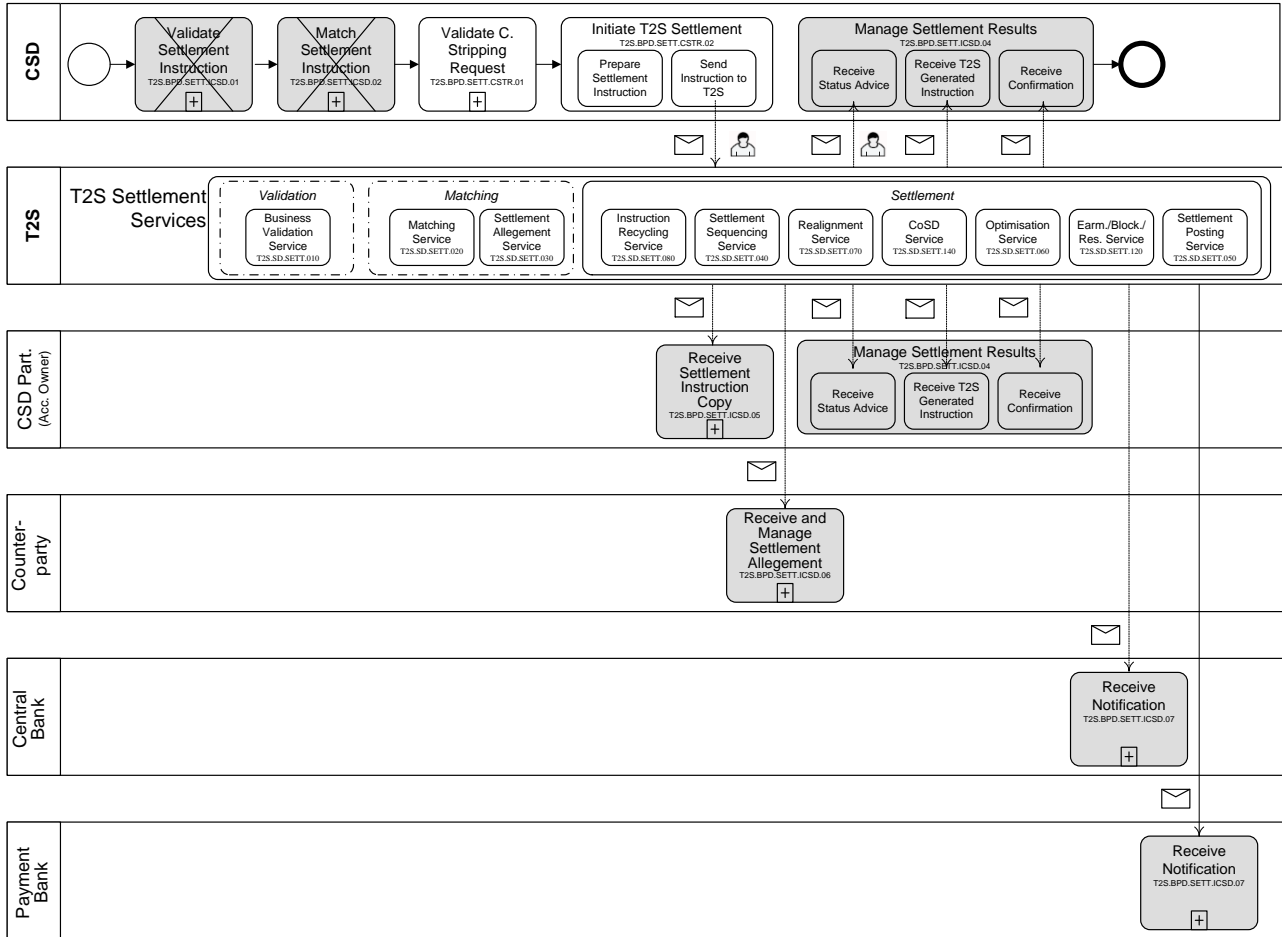 CSD
Validate
Settlement
Instruction
T2S.BPD.SETT.ICSD.01
+
Match
Settlement
Instruction
T2S.BPD.SETT.ICSD.02
+
Validate C.
Stripping
Request
T2S.BPD.SETT.CSTR.01
+
Initiate T2S Settlement
T2S.BPD.SETT.CSTR.02
Prepare
Settlement
Instruction
Send
Instruction to
T2S
Manage Settlement Results
T2S.BPD.SETT.ICSD.04
Receive
Status Advice
Receive T2S
Generated
Instruction
Receive
Confirmation
T2S
T2S Settlement
Services
Validation
Business
Validation
Service
T2S.SD.SETT.010
Matching
Matching
Service
T2S.SD.SETT.020
Settlement
Allegement
Service
T2S.SD.SETT.030
Settlement
Instruction
Recycling
Service
T2S.SD.SETT.080
Settlement
Sequencing
Service
T2S.SD.SETT.040
Realignment
Service
T2S.SD.SETT.070
CoSD
Service
T2S.SD.SETT.140
Optimisation
Service
T2S.SD.SETT.060
Earm./Block./
Res. Service
T2S.SD.SETT.120
Settlement
Posting
Service
T2S.SD.SETT.050
CSD Part.
(Acc. Owner)
Receive
Settlement
Instruction
Copy
T2S.BPD.SETT.ICSD.05
+
Manage Settlement Results
T2S.BPD.SETT.ICSD.04
Receive
Status Advice
Receive T2S
Generated
Instruction
Receive
Confirmation
Counter-
party
Receive and
Manage
Settlement
Allegement
T2S.BPD.SETT.ICSD.06
+
Central
Bank
Receive
Notification
T2S.BPD.SETT.ICSD.07
+
Payment
Bank
Receive
Notification
T2S.BPD.SETT.ICSD.07
+